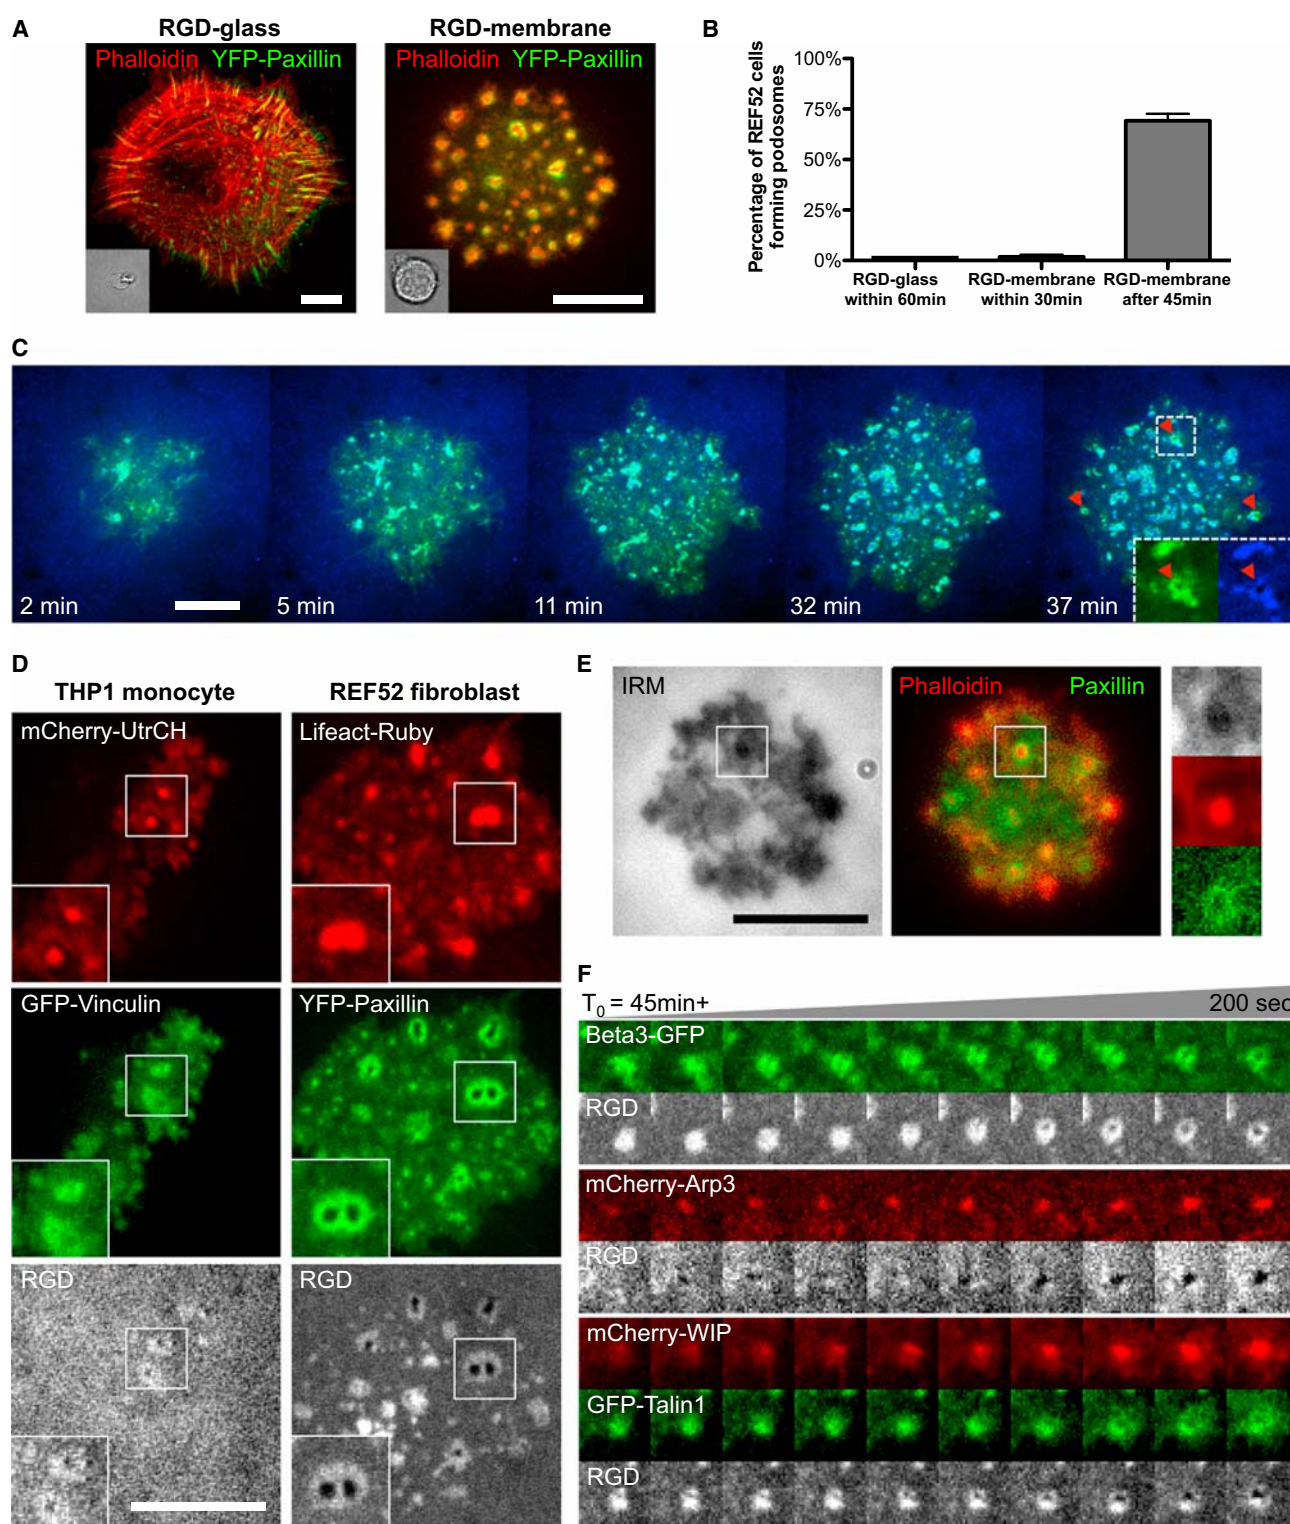 A
RGD-glass
RGD-membrane
Phalloidin YFP-Paxillin
Phalloidin YFP-Paxillin
B
Percentage of REF52 cells
forming podosomes
100%
75%
50%
25%
0%
RGD-glass
within 60min
RGD-membrane
within 30min
RGD-membrane
after 45min
C
2 min
5 min
11 min
32 min
37 min
D
THP1 monocyte
REF52 fibroblast
mCherry-UtrCH
Lifeact-Ruby
GFP-Vinculin
YFP-Paxillin
RGD
RGD
E
IRM
Phalloidin
Paxillin
F
T0 = 45min+
200 sec
Beta3-GFP
RGD
mCherry-Arp3
RGD
mCherry-WIP
GFP-Talin1
RGD